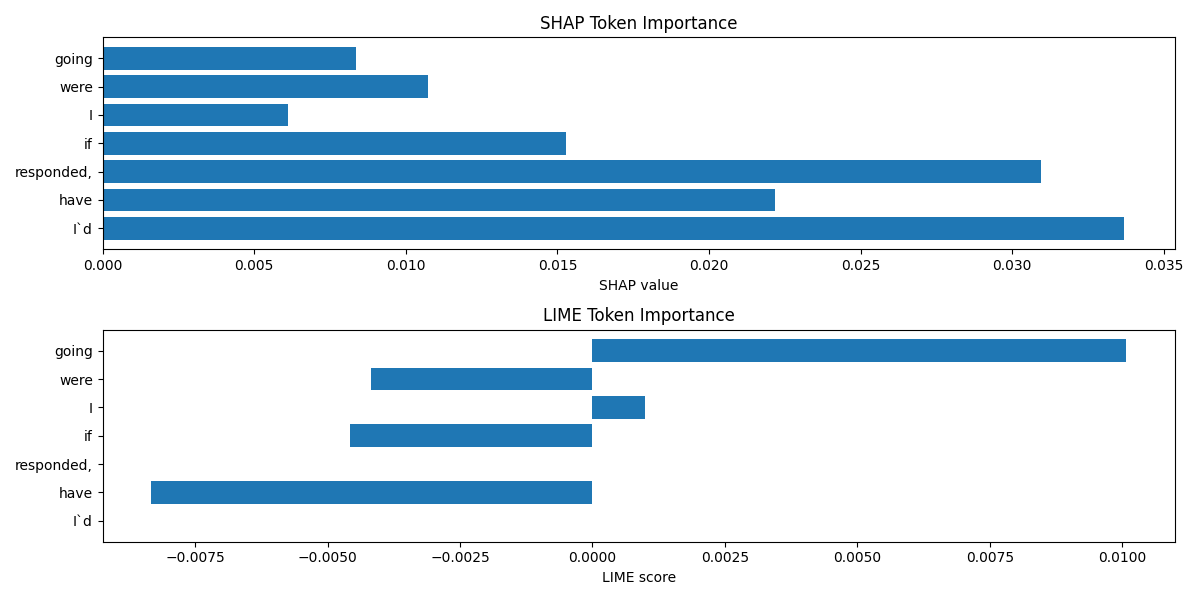 SHAP Token Importance
going
were
I
if
responded,
have
I`d
0.000 0.005 0.010 0.015 0.020 0.025 0.030 0.035
SHAP value
LIME Token Importance
going
were
I
if
responded,
have
I`d
−0.0075 −0.0050 −0.0025 0.0000 0.0025 0.0050 0.0075 0.0100
LIME score